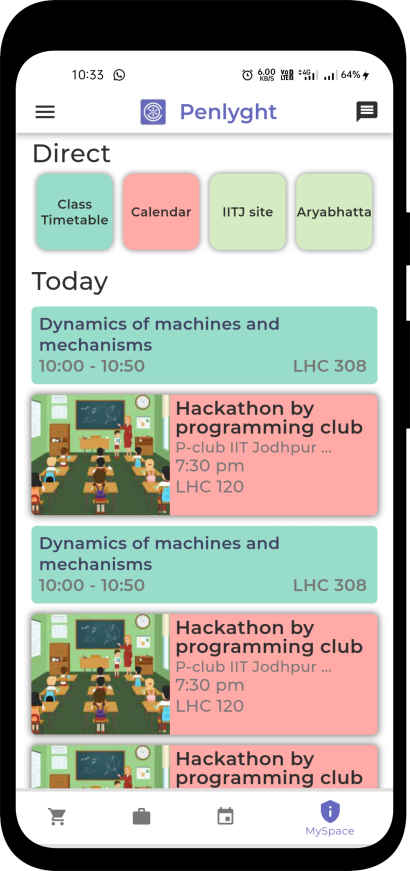 10:33 6.00 KB/S VoD LTE 4G 64%
Penlyght
Direct
Class
Timetable
Calendar
IITJ site
Aryabhatta
Today
Dynamics of machines and
mechanisms
10:00 - 10:50 LHC 308
Hackathon by
programming club
P-club IIT Jodhpur ...
7:30 pm
LHC 120
Dynamics of machines and
mechanisms
10:00 - 10:50 LHC 308
Hackathon by
programming club
P-club IIT Jodhpur ...
7:30 pm
LHC 120
Hackathon by
programming club
MySpace